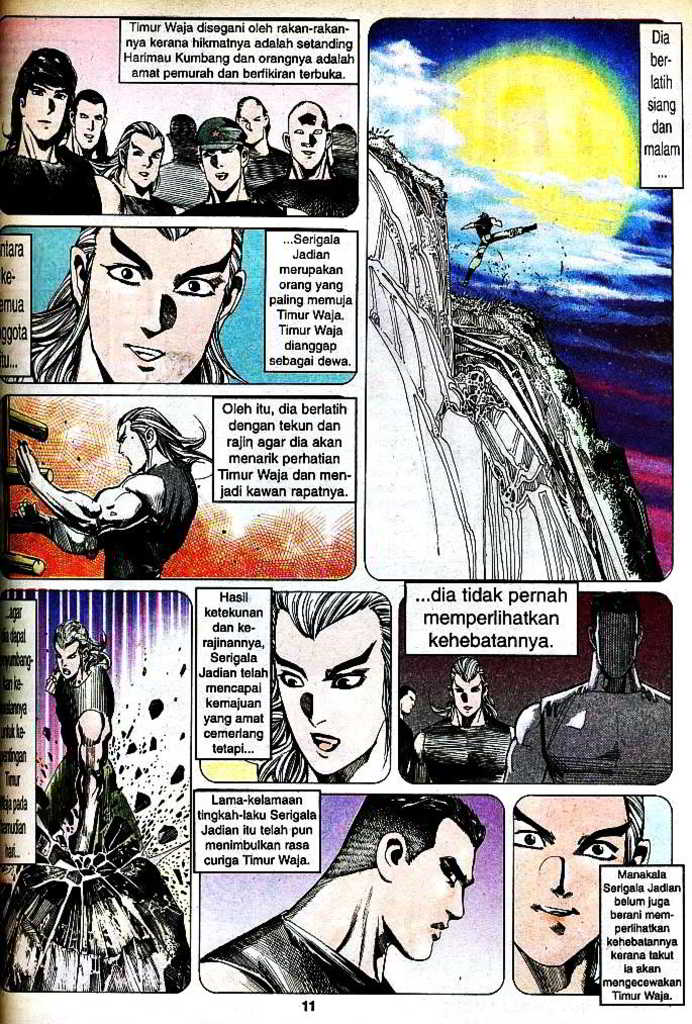 Timur Waja disegani oleh rakan-rakan-
nya kerana hikmatnya adalah setanding
Harimau Kumbang dan orangnya adalah
amat pemurah dan berfikiran terbuka.
Dia
ber-
latih
siang
dan
malam
...
...Serigala
Jadian
merupakan
orang yang
paling memuja
Timur Waja.
Timur Waja
dianggap
sebagai dewa.
Oleh itu, dia berlatih
dengan tekun dan
rajin agar dia akan
menarik perhatian
Timur Waja dan men-
jadi kawan rapatnya.
Timur
hari...
Hasil
ketekunan
dan ke-
rajinannya,
Serigala
Jadian telah
mencapai
kemajuan
yang amat
cemerlang
tetapi...
...dia tidak pernah
memperlihatkan
kehebatannya.
Lama-kelamaan
tingkah-laku Serigala
Jadian itu telah pun
menimbulkan rasa
curiga Timur Waja.
Manakala
Serigala Jadian
belum juga
berani mem-
perlihatkan
kehebatannya
kerana takut
ia akan
mengecewakan
Timur Waja.
11